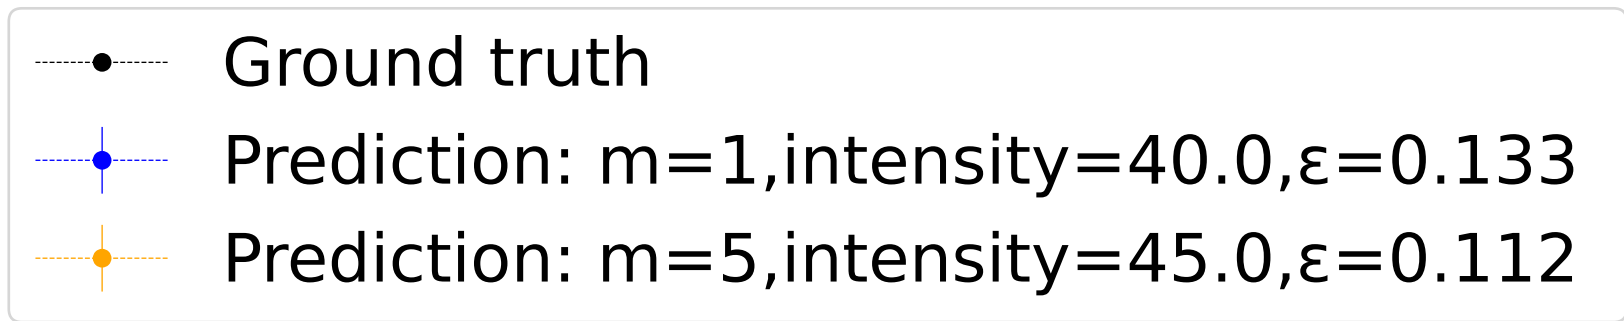 Ground truth
Prediction: m=1,intensity=40.0,ε=0.133
Prediction: m=5,intensity=45.0,ε=0.112